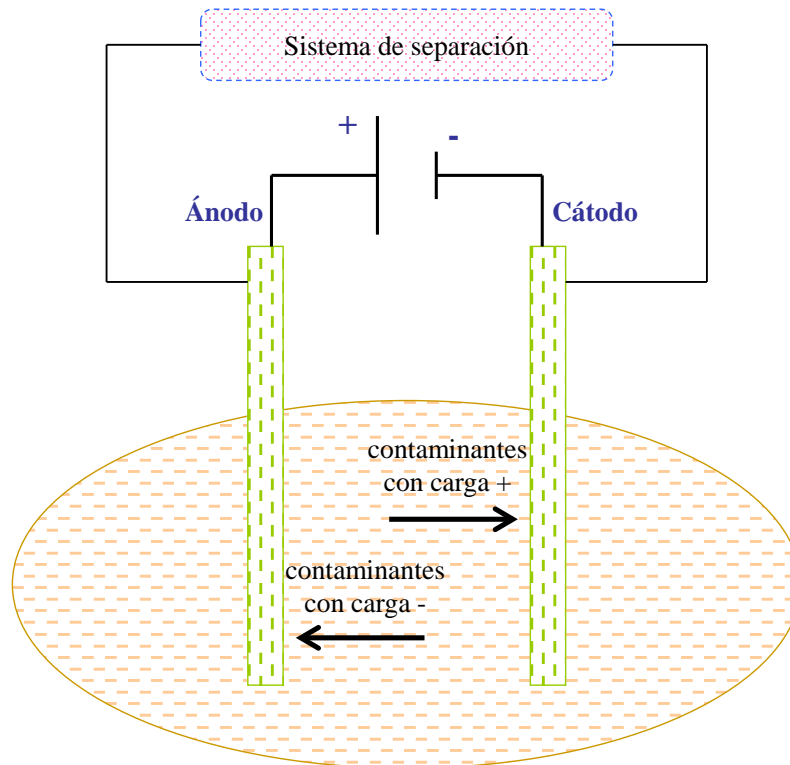 Sistema de separación
+
-
Ánodo
Cátodo
contaminantes
con carga +
contaminantes
con carga -